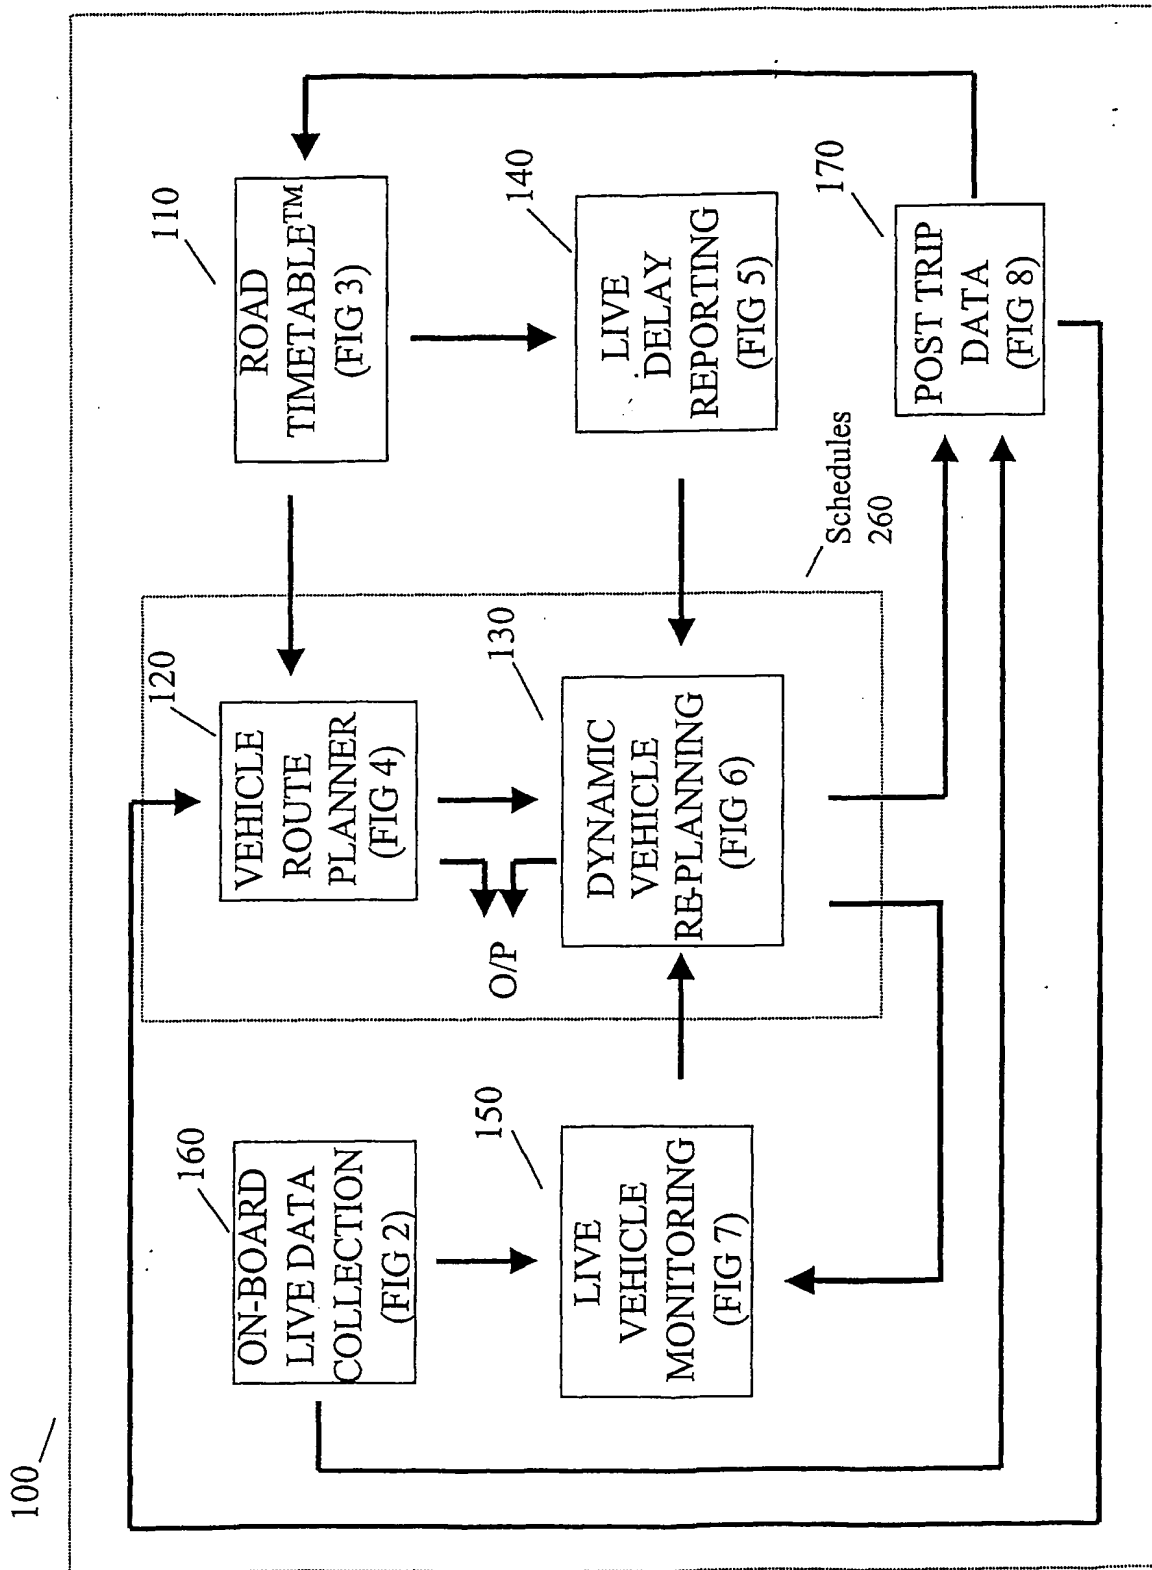 100
160
ON-BOARD
LIVE DATA
COLLECTION
(FIG 2)
120
VEHICLE
ROUTE
PLANNER
(FIG 4)
110
ROAD
TIMETABLE™
(FIG 3)
O/P
150
LIVE
VEHICLE
MONITORING
(FIG 7)
130
DYNAMIC
VEHICLE
RE-PLANNING
(FIG 6)
140
LIVE
DELAY
REPORTING
(FIG 5)
Schedules
260
170
POST TRIP
DATA
(FIG 8)